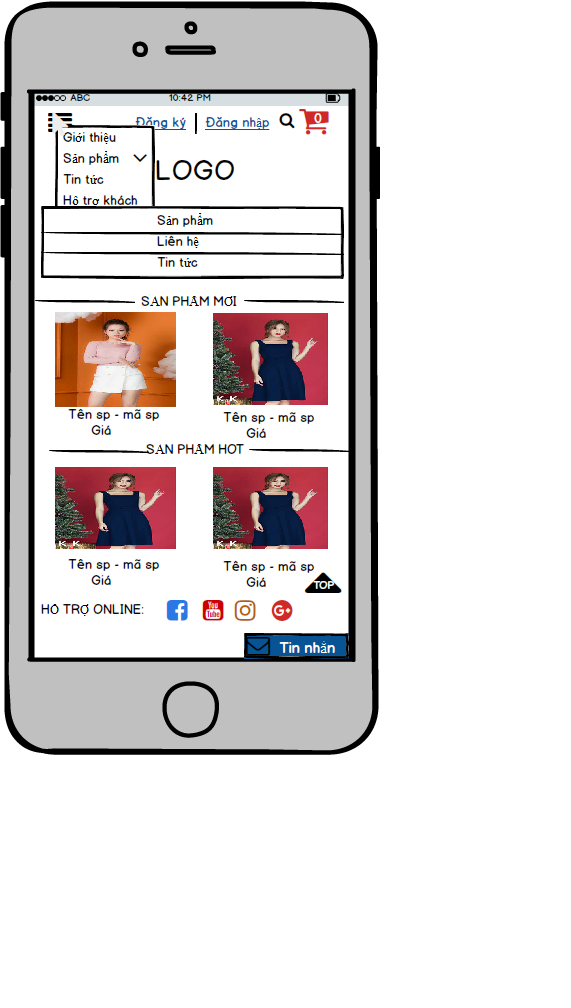 ABC 10:42 PM
Đăng ký Đăng nhập 0
Giới thiệu
Sản phẩm
Tin tức
Hỗ trợ khách
LOGO
Sản phẩm
Liên hệ
Tin tức
SẢN PHẨM MỚI
Tên sp - mã sp
Giá
Tên sp - mã sp
Giá
SẢN PHẨM HOT
Tên sp - mã sp
Giá
Tên sp - mã sp
Giá
TOP
HỖ TRỢ ONLINE: You Tube G+
Tin nhắn